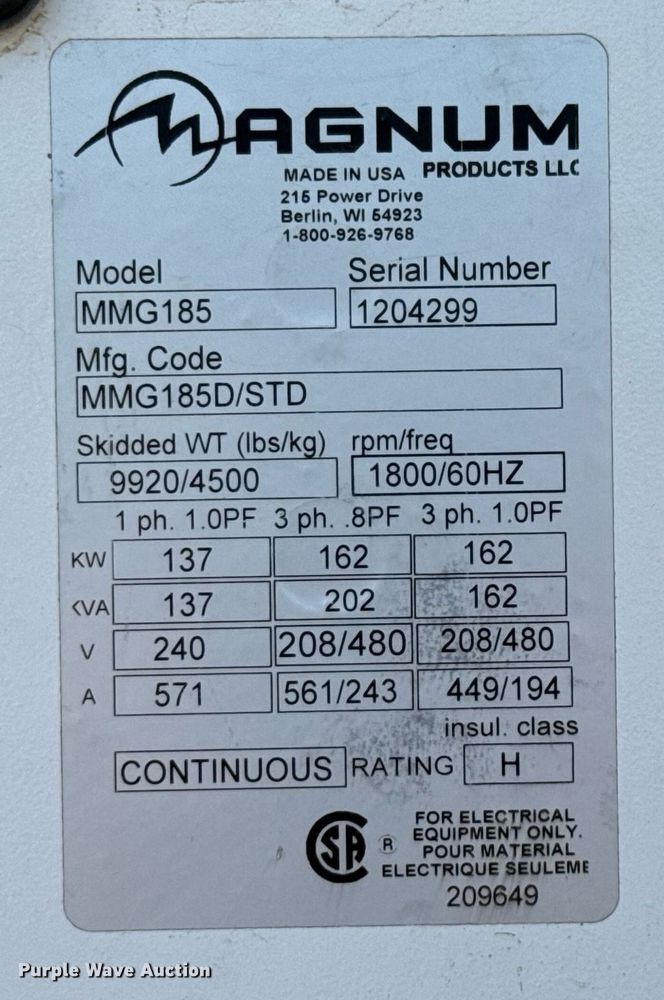 MAGNUM
MADE IN USA PRODUCTS LLC
215 Power Drive
Berlin, WI 54923
1-800-926-9768
Model Serial Number
MMG185 1204299
Mfg. Code
MMG185D/STD
Skidded WT (lbs/kg) rpm/freq
9920/4500 1800/60HZ
1 ph. 1.0PF 3 ph. .8PF 3 ph. 1.0PF
KW 137 162 162
KVA 137 202 162
V 240 208/480 208/480
A 571 561/243 449/194
insul. class
CONTINUOUS RATING H
CSA ® FOR ELECTRICAL
EQUIPMENT ONLY.
POUR MATERIAL
ELECTRIQUE SEULEME
209649
Purple Wave Auction